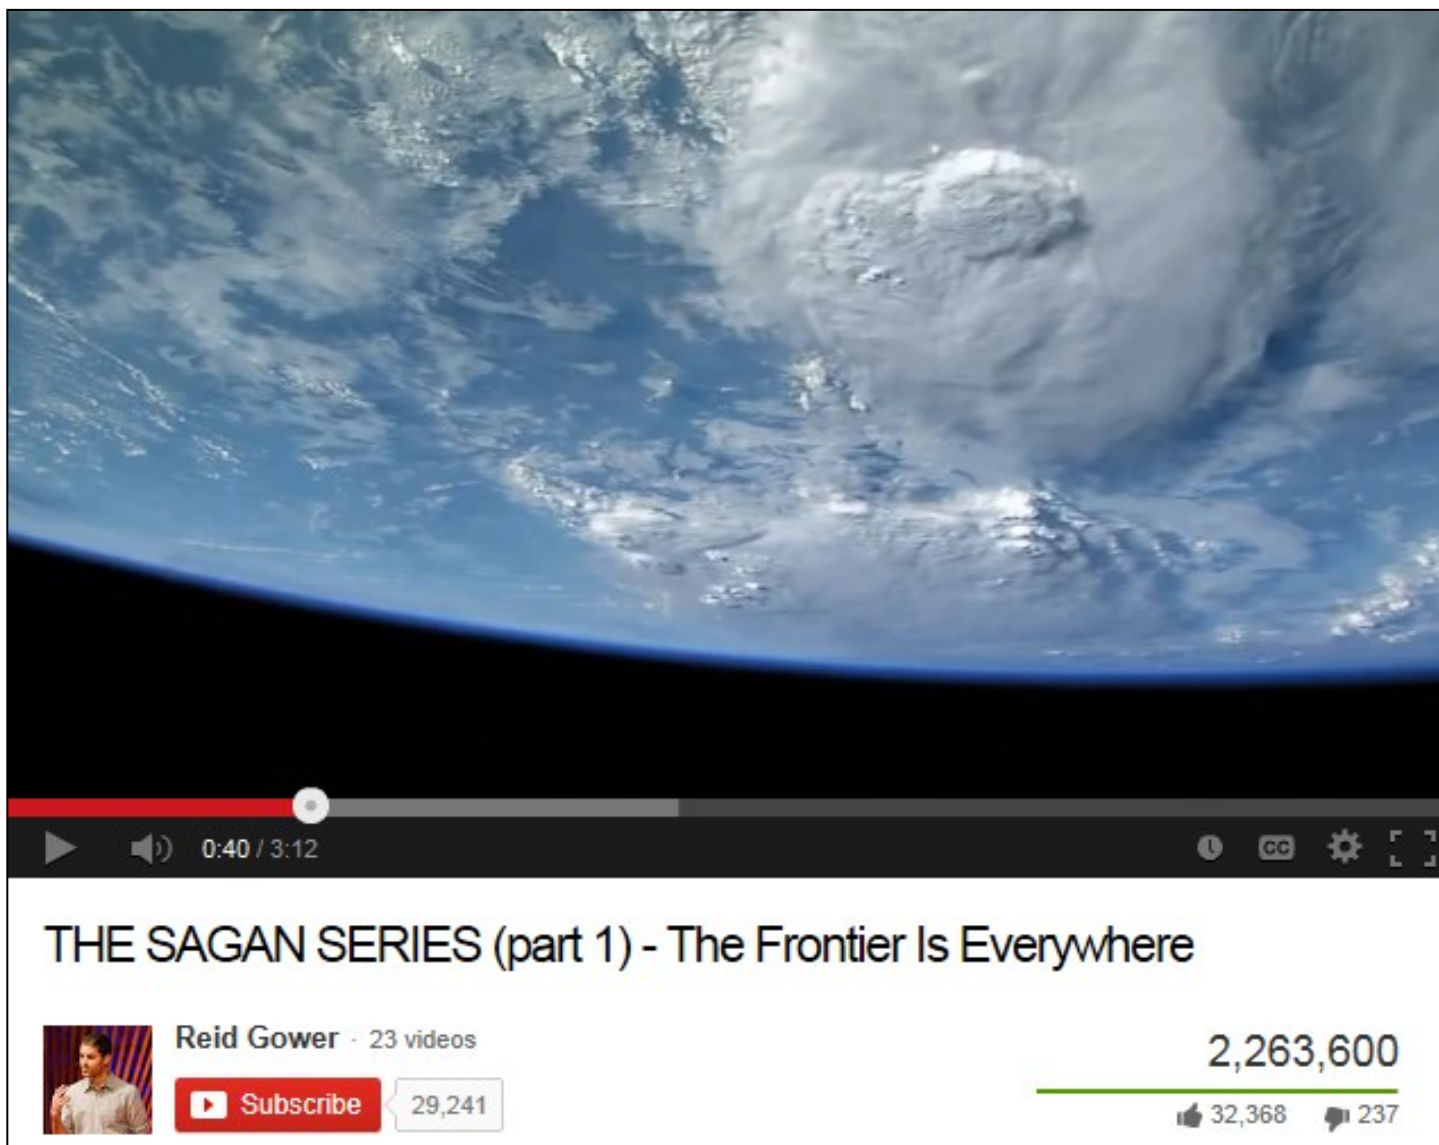 0:40 / 3:12
CC
THE SAGAN SERIES (part 1) - The Frontier Is Everywhere
Reid Gower · 23 videos
2,263,600
Subscribe 29,241
32,368 237